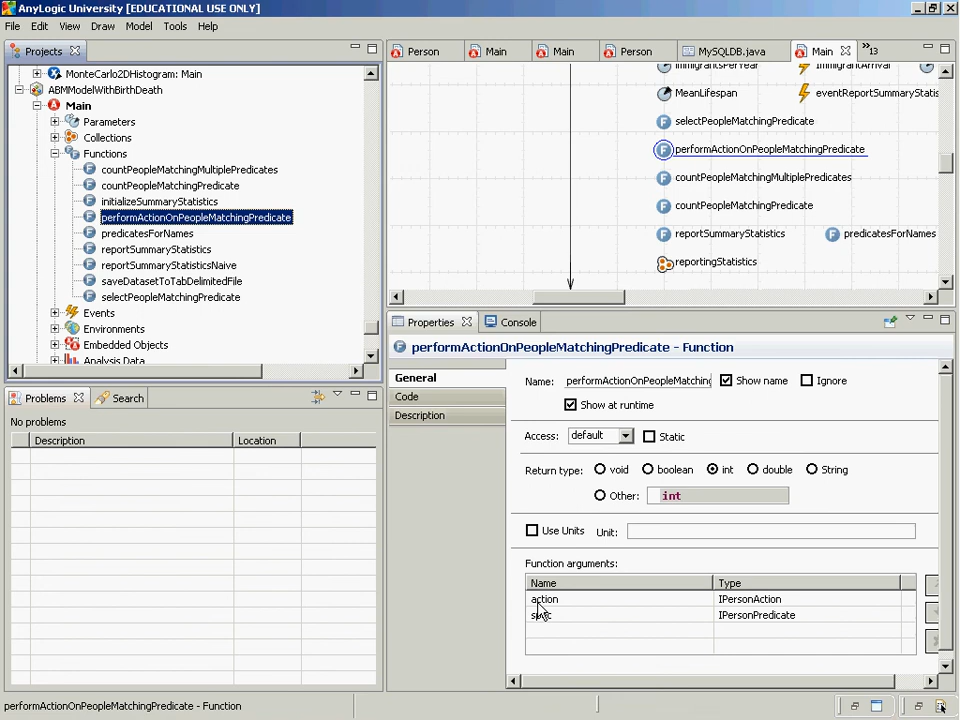 AnyLogic University [EDUCATIONAL USE ONLY]
File Edit View Draw Model Tools Help
Projects
MonteCarlo2DHistogram: Main
ABMModelWithBirthDeath
Main
Parameters
Collections
Functions
countPeopleMatchingMultiplePredicates
countPeopleMatchingPredicate
initializeSummaryStatistics
performActionOnPeopleMatchingPredicate
predicatesForNames
reportSummaryStatistics
reportSummaryStatisticsNaive
saveDatasetToTabDelimitedFile
selectPeopleMatchingPredicate
Events
Environments
Embedded Objects
Analysis Data
Problems Search
No problems
Description Location
Person Main Main Person MySQLDB.java Main »13
ImmigrantsPerYear ImmigrantArrival
MeanLifespan eventReportSummaryStatis
selectPeopleMatchingPredicate
performActionOnPeopleMatchingPredicate
countPeopleMatchingMultiplePredicates
countPeopleMatchingPredicate
reportSummaryStatistics predicatesForNames
reportingStatistics
Properties Console
performActionOnPeopleMatchingPredicate - Function
General
Code
Description
Name: performActionOnPeopleMatching Show name Ignore
Show at runtime
Access: default Static
Return type: void boolean int double String
Other: int
Use Units Unit:
Function arguments:
Name Type
action IPersonAction
IPersonPredicate
performActionOnPeopleMatchingPredicate - Function